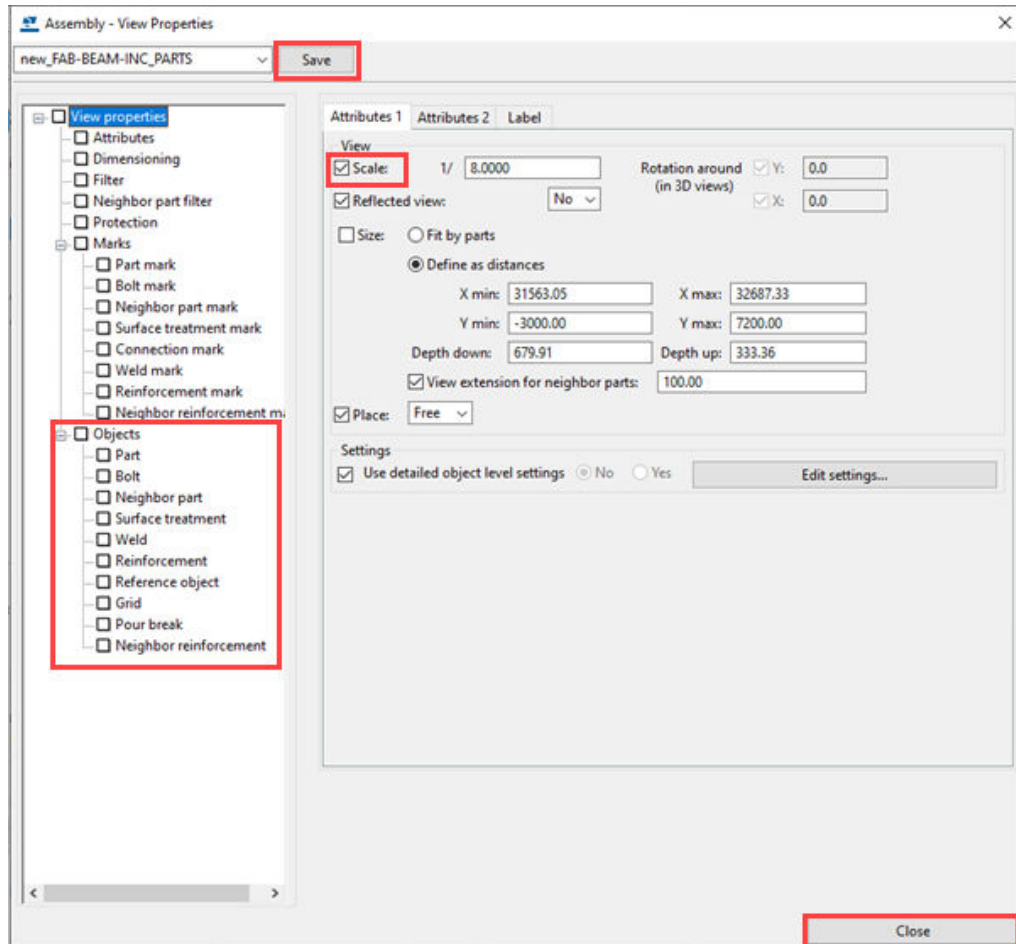 Assembly - View Properties
new_FAB-BEAM-INC_PARTS
Save
View properties
Attributes
Dimensioning
Filter
Neighbor part filter
Protection
Marks
Part mark
Bolt mark
Neighbor part mark
Surface treatment mark
Connection mark
Weld mark
Reinforcement mark
Neighbor reinforcement ma
Objects
Part
Bolt
Neighbor part
Surface treatment
Weld
Reinforcement
Reference object
Grid
Pour break
Neighbor reinforcement
Attributes 1 Attributes 2 Label
View
Scale: 1/ 8.0000 Rotation around Y: 0.0
(in 3D views)
Reflected view: No X: 0.0
Size: Fit by parts
Define as distances
X min: 31563.05 X max: 32687.33
Y min: -3000.00 Y max: 7200.00
Depth down: 679.91 Depth up: 333.36
View extension for neighbor parts: 100.00
Place: Free
Settings
Use detailed object level settings No Yes Edit settings...
Close